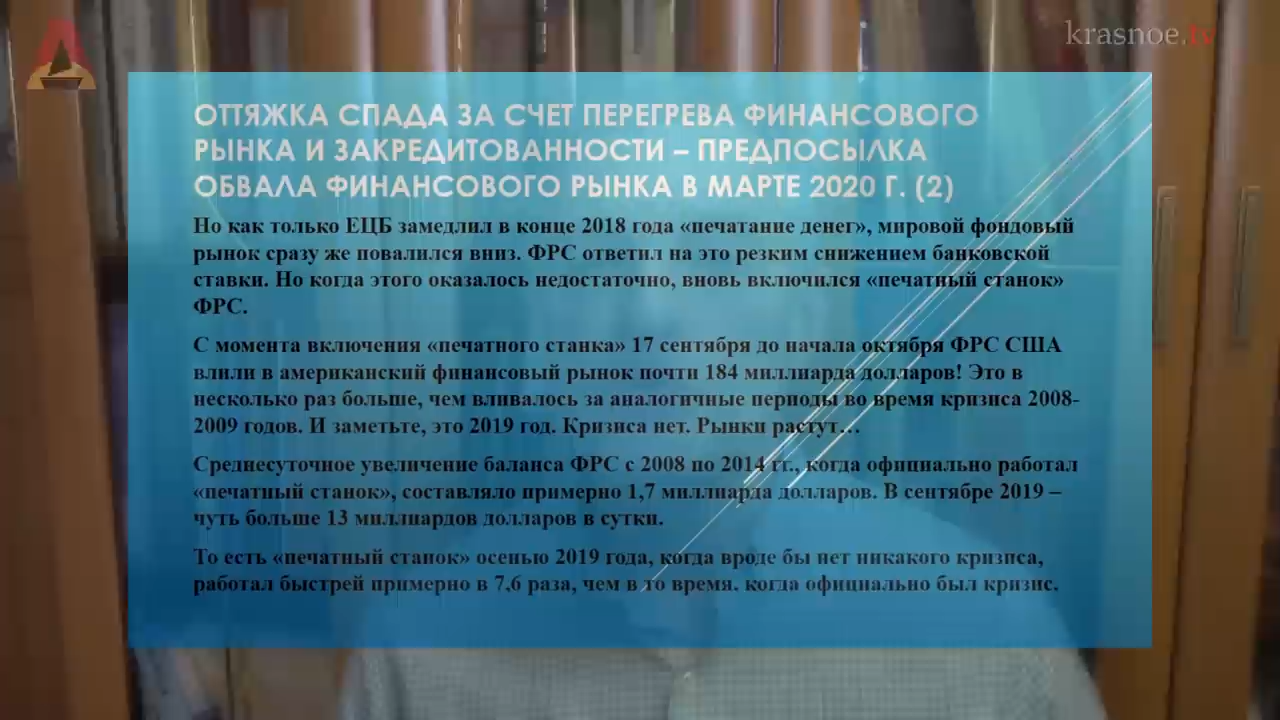 krasnoe.tv
ОТТЯЖКА СПАДА ЗА СЧЕТ ПЕРЕГРЕВА ФИНАНСОВОГО
РЫНКА И ЗАКРЕДИТОВАННОСТИ – ПРЕДПОСЫЛКА
ОБВАЛА ФИНАНСОВОГО РЫНКА В МАРТЕ 2020 Г. (2)
Но как только ЕЦБ замедлил в конце 2018 года «печатание денег», мировой фондовый
рынок сразу же повалился вниз. ФРС ответил на это резким снижением банковской
ставки. Но когда этого оказалось недостаточно, вновь включился «печатный станок»
ФРС.
С момента включения «печатного станка» 17 сентября до начала октября ФРС США
влили в американский финансовый рынок почти 184 миллиарда долларов! Это в
несколько раз больше, чем вливалось за аналогичные периоды во время кризиса 2008-
2009 годов. И заметьте, это 2019 год. Кризиса нет. Рынки растут…
Среднесуточное увеличение баланса ФРС с 2008 по 2014 гг., когда официально работал
«печатный станок», составляло примерно 1,7 миллиарда долларов. В сентябре 2019 –
чуть больше 13 миллиардов долларов в сутки.
То есть «печатный станок» осенью 2019 года, когда вроде бы нет никакого кризиса,
работал быстрей примерно в 7,6 раза, чем в то время, когда официально был кризис.